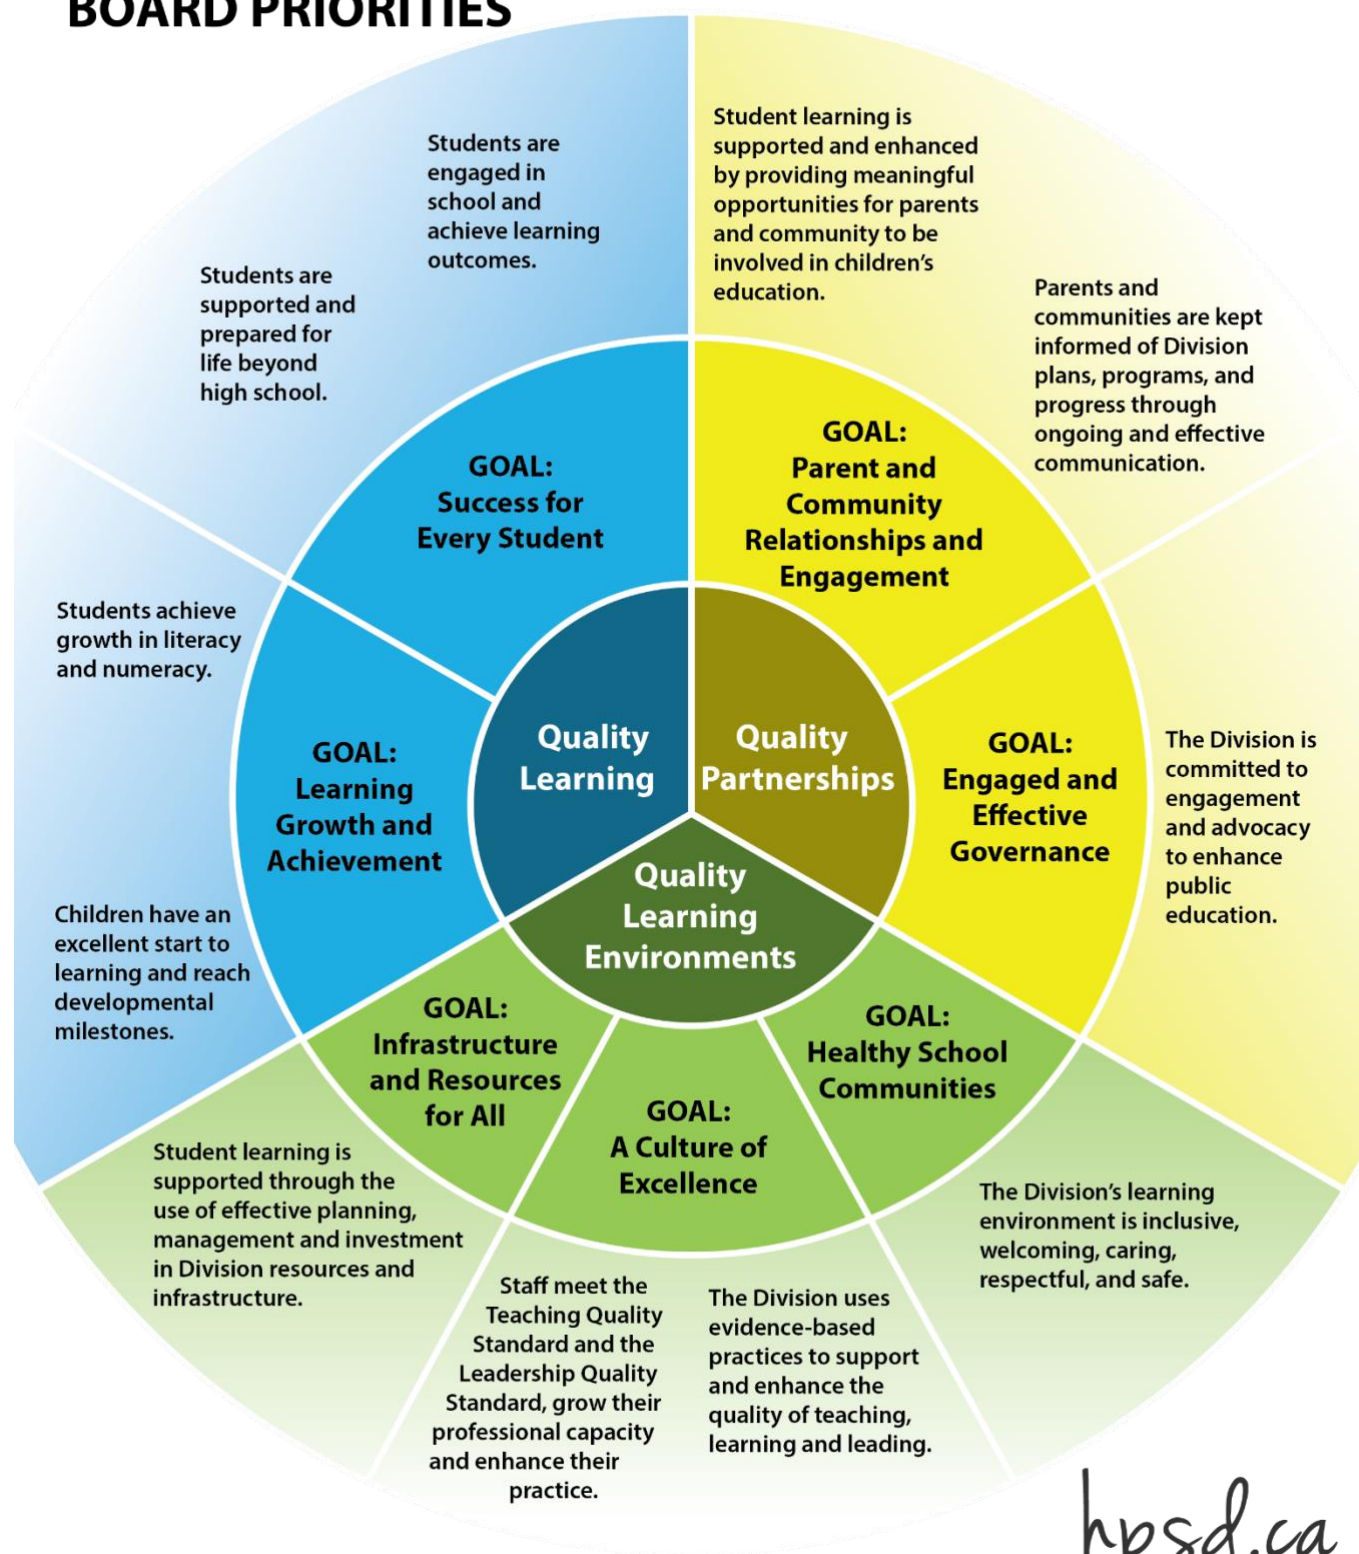 BOARD PRIORITIES
Students are
engaged in
school and
achieve learning
outcomes.
Students are
supported and
prepared for
life beyond
high school.
Student learning is
supported and enhanced
by providing meaningful
opportunities for parents
and community to be
involved in children's
education.
Parents and
communities are kept
informed of Division
plans, programs, and
progress through
ongoing and effective
communication.
GOAL:
Success for
Every Student
GOAL:
Parent and
Community
Relationships and
Engagement
Students achieve
growth in literacy
and numeracy.
Children have an
excellent start to
learning and reach
developmental
milestones.
GOAL:
Learning
Growth and
Achievement
Quality
Learning
Quality
Partnerships
Quality
Learning
Environments
GOAL:
Engaged and
Effective
Governance
The Division is
committed to
engagement
and advocacy
to enhance
public
education.
GOAL:
Infrastructure
and Resources
for All
GOAL:
A Culture of
Excellence
GOAL:
Healthy School
Communities
Student learning is
supported through the
use of effective planning,
management and investment
in Division resources and
infrastructure.
Staff meet the
Teaching Quality
Standard and the
Leadership Quality
Standard, grow their
professional capacity
and enhance their
practice.
The Division uses
evidence-based
practices to support
and enhance the
quality of teaching,
learning and leading.
The Division's learning
environment is inclusive,
welcoming, caring,
respectful, and safe.
hpsd.ca